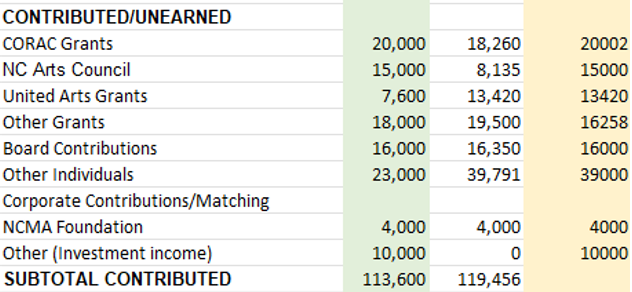 CONTRIBUTED/UNEARNED
CORAC Grants 20,000 18,260 20002
NC Arts Council 15,000 8,135 15000
United Arts Grants 7,600 13,420 13420
Other Grants 18,000 19,500 16258
Board Contributions 16,000 16,350 16000
Other Individuals 23,000 39,791 39000
Corporate Contributions/Matching
NCMA Foundation 4,000 4,000 4000
Other (Investment income) 10,000 0 10000
SUBTOTAL CONTRIBUTED 113,600 119,456